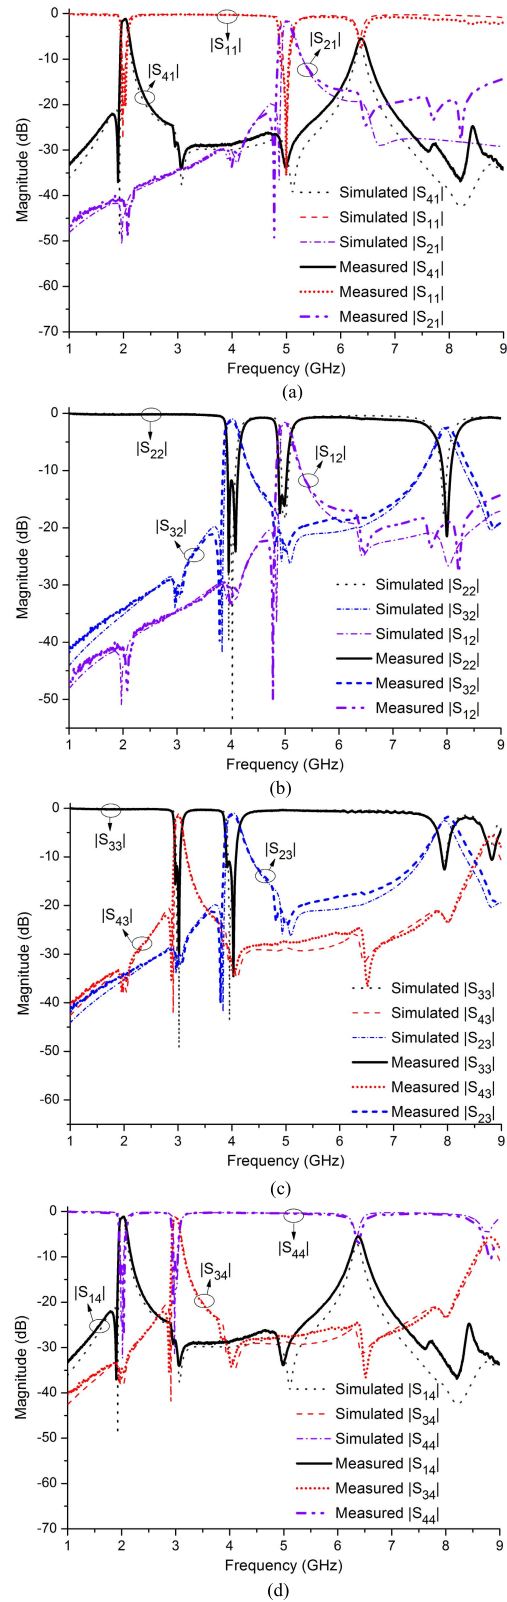 0
-10
-20
-30
-40
-50
-60
-70
Magnitude (dB)
|S41|
|S11|
|S21|
Simulated |S41|
Simulated |S11|
Simulated |S21|
Measured |S41|
Measured |S11|
Measured |S21|
1 2 3 4 5 6 7 8 9
Frequency (GHz)
(a)
0
-10
-20
-30
-40
-50
Magnitude (dB)
|S22|
|S12|
|S32|
Simulated |S22|
Simulated |S32|
Simulated |S12|
Measured |S22|
Measured |S32|
Measured |S12|
1 2 3 4 5 6 7 8 9
Frequency (GHz)
(b)
0
-10
-20
-30
-40
-50
-60
Magnitude (dB)
|S33|
|S23|
|S43|
Simulated |S33|
Simulated |S43|
Simulated |S23|
Measured |S33|
Measured |S43|
Measured |S23|
1 2 3 4 5 6 7 8 9
Frequency (GHz)
(c)
0
-10
-20
-30
-40
-50
-60
-70
Magnitude (dB)
|S44|
|S14|
|S34|
Simulated |S14|
Simulated |S34|
Simulated |S44|
Measured |S14|
Measured |S34|
Measured |S44|
1 2 3 4 5 6 7 8 9
Frequency (GHz)
(d)